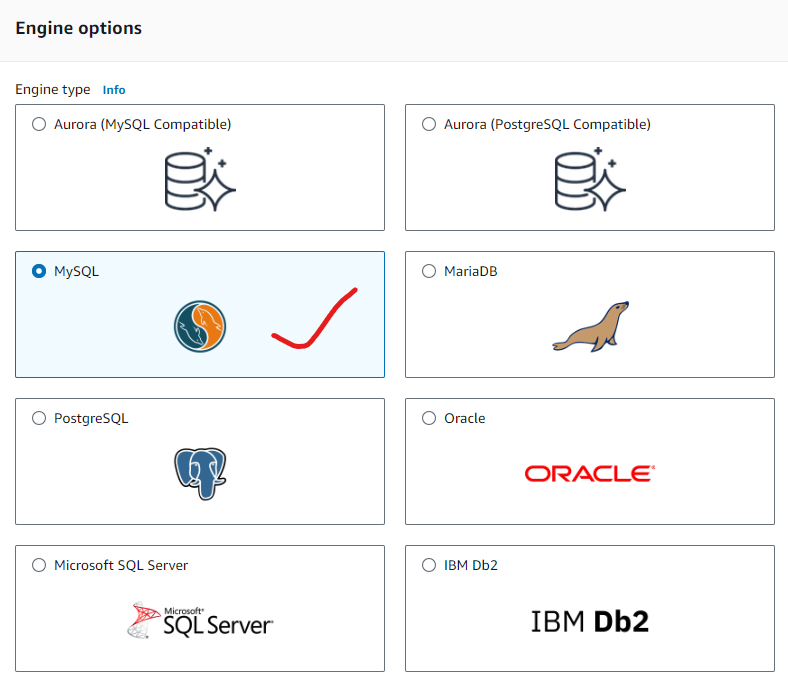 Engine options
Engine type Info
Aurora (MySQL Compatible)
Aurora (PostgreSQL Compatible)
MySQL
MariaDB
PostgreSQL
Oracle
ORACLE®
Microsoft SQL Server
IBM Db2
Microsoft®
SQL Server®
IBM Db2